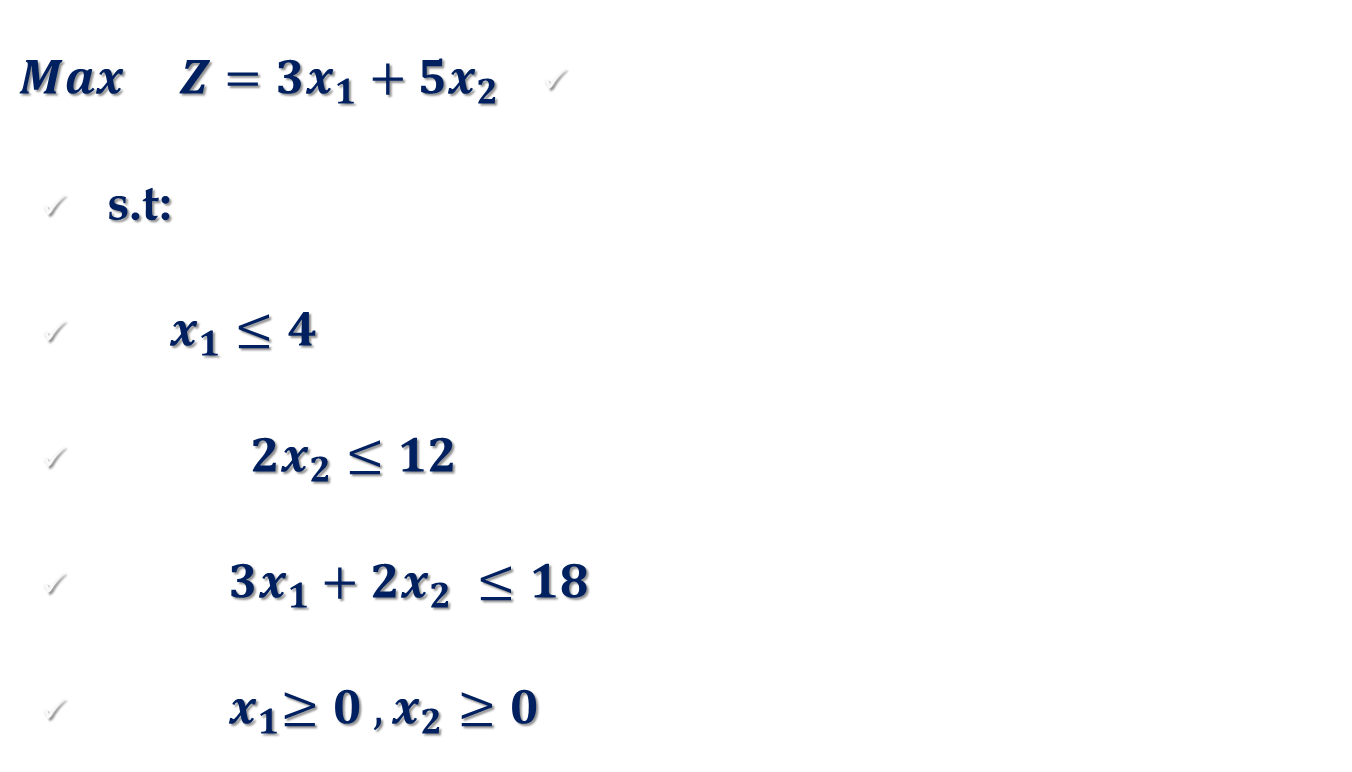 Max Z = 3x₁ + 5x₂ ✓
✓ s.t:
✓ x₁ ≤ 4
✓ 2x₂ ≤ 12
✓ 3x₁ + 2x₂ ≤ 18
✓ x₁≥ 0 , x₂ ≥ 0